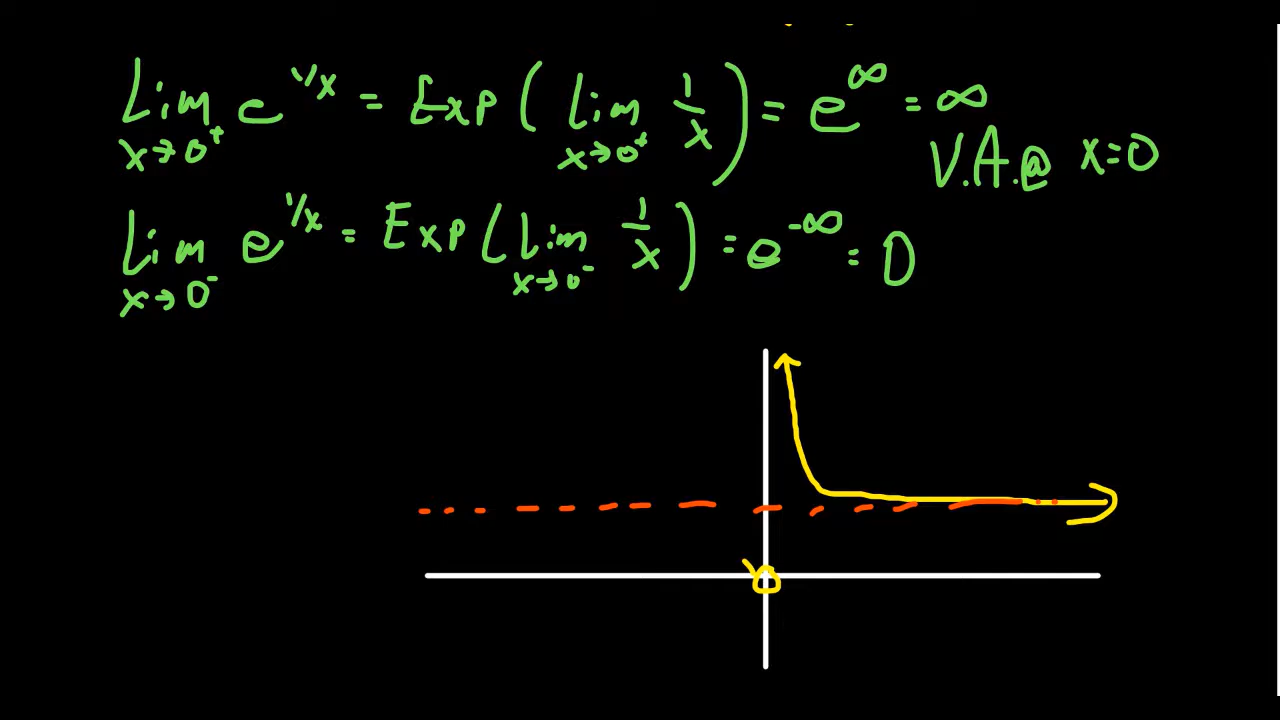 Lim x→0⁺ e^1/x = Exp ( lim x→0⁺ 1/x ) = e^∞ = ∞
V.A.@ x=0
Lim x→0⁻ e^1/x = Exp ( Lim x→0⁻ 1/x ) = e^-∞ = 0